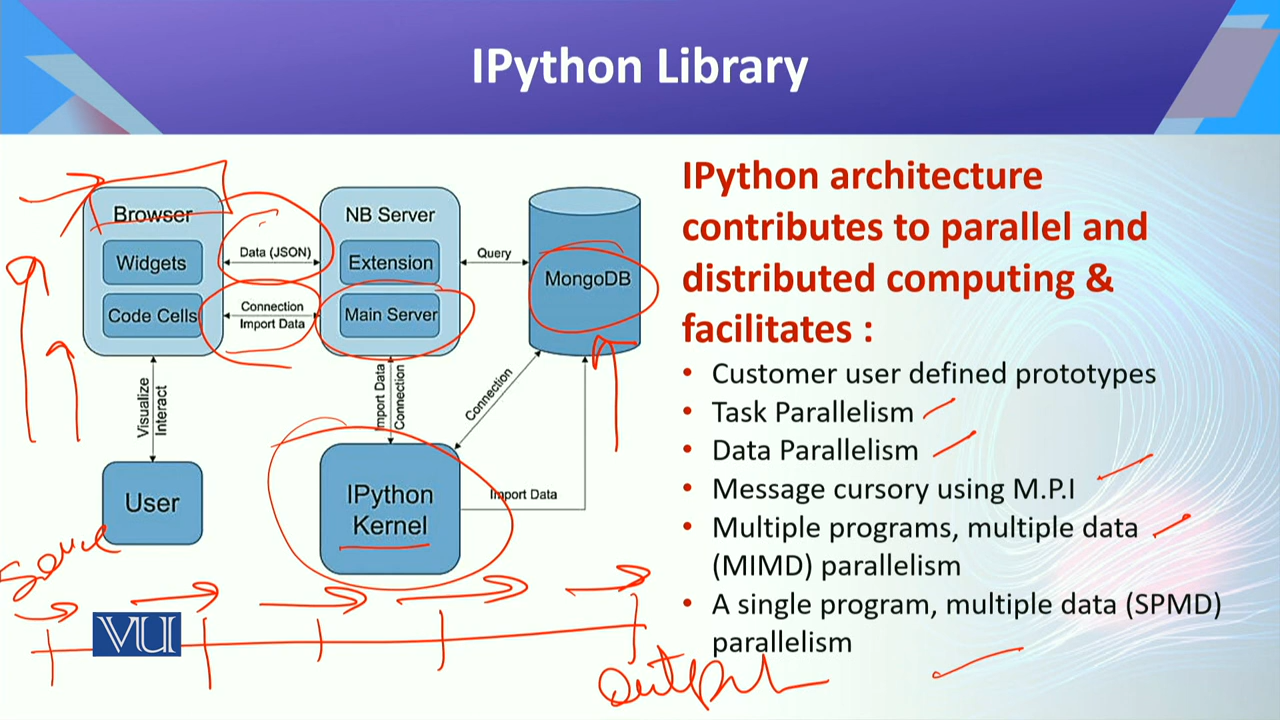 IPython Library
Browser
Widgets
Code Cells
Data (JSON)
Connection
Import Data
NB Server
Extension
Main Server
Query
MongoDB
Visualize
Interact
Import Data
Connection
Connection
User
IPython
Kernel
Import Data
Source
VU
Output
IPython architecture
contributes to parallel and
distributed computing &
facilitates :
• Customer user defined prototypes
• Task Parallelism
• Data Parallelism
• Message cursory using M.P.I
• Multiple programs, multiple data
(MIMD) parallelism
• A single program, multiple data (SPMD)
parallelism